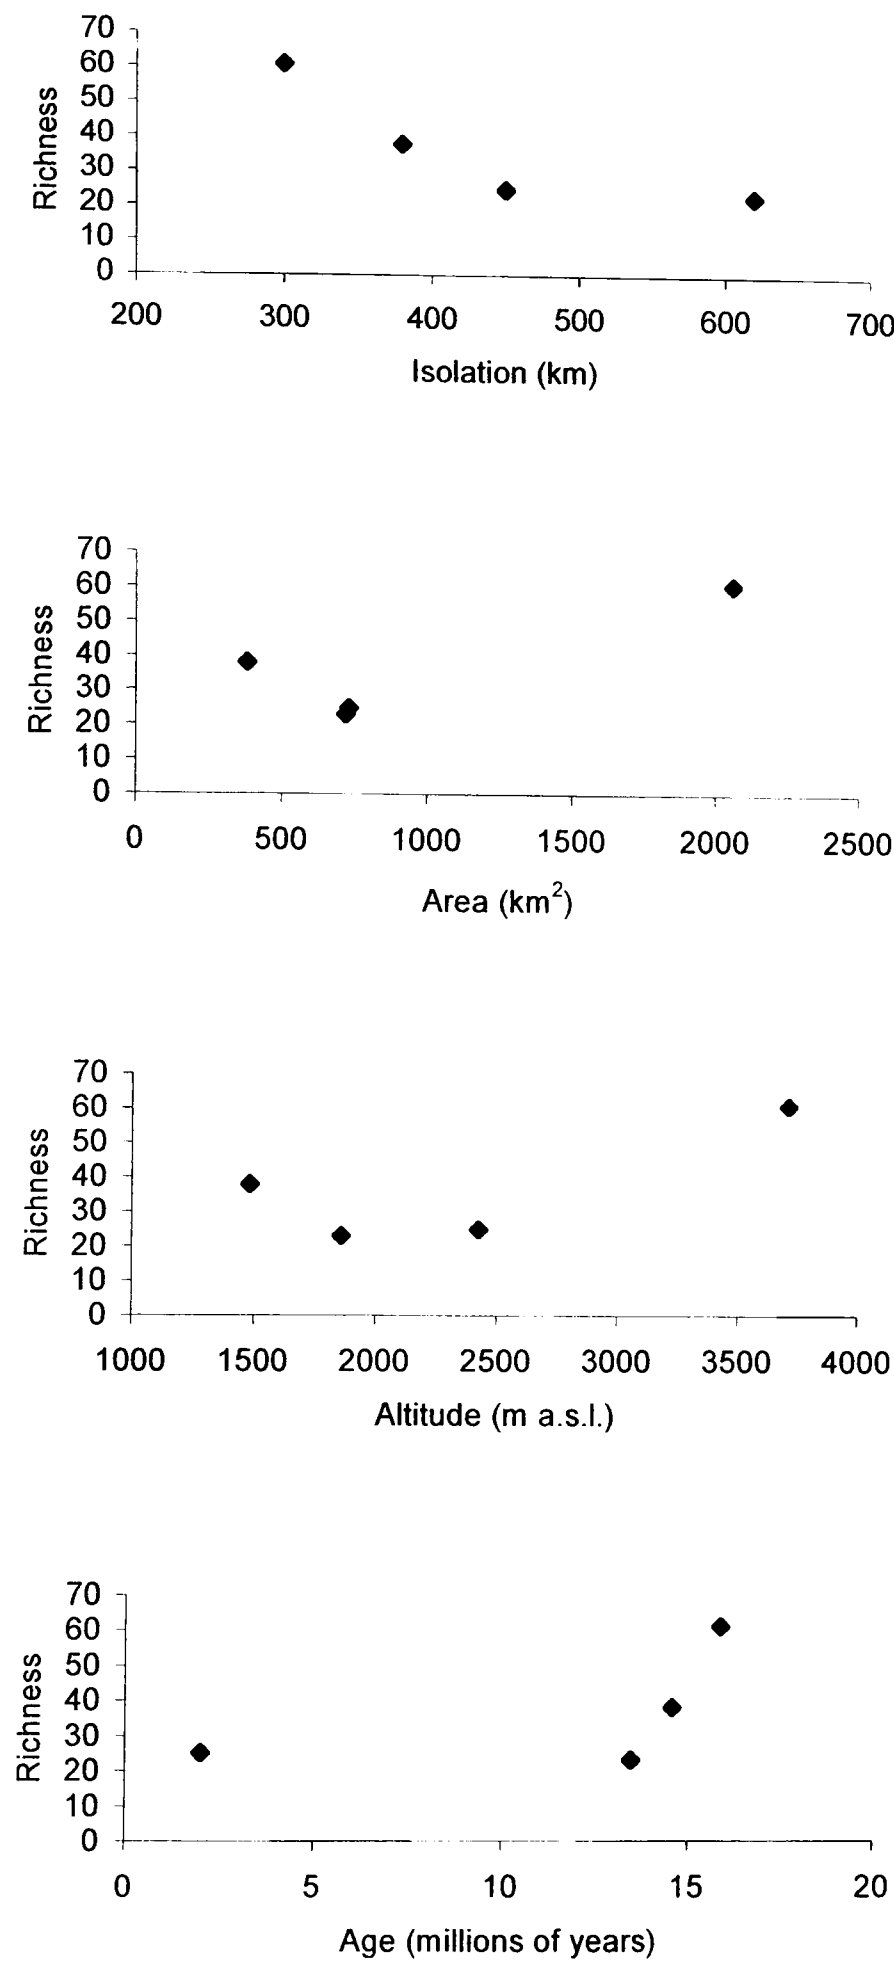 70
60
50
40
30
20
10
0
Richness
200 300 400 500 600 700
Isolation (km)
70
60
50
40
30
20
10
0
Richness
0 500 1000 1500 2000 2500
Area (km²)
70
60
50
40
30
20
10
0
Richness
1000 1500 2000 2500 3000 3500 4000
Altitude (m a.s.l.)
70
60
50
40
30
20
10
0
Richness
0 5 10 15 20
Age (millions of years)